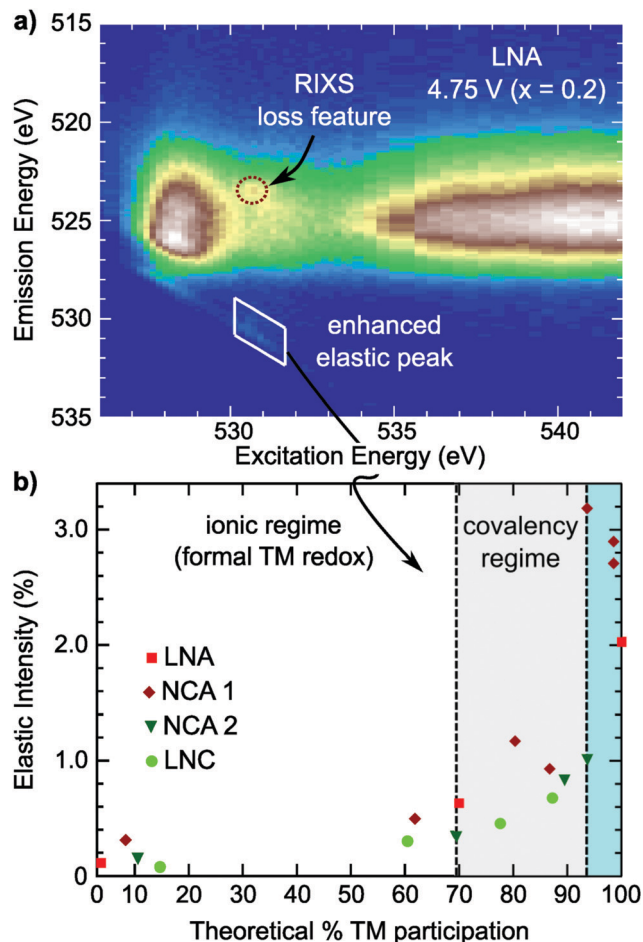 a)
515
520
525
530
535
Emission Energy (eV)
LNA
4.75 V (x = 0.2)
RIXS
loss feature
enhanced
elastic peak
530
535
540
Excitation Energy (eV)
b)
3.0
2.0
1.0
0
Elastic Intensity (%)
ionic regime
(formal TM redox)
covalency
regime
LNA
NCA 1
NCA 2
LNC
0 10 20 30 40 50 60 70 80 90 100
Theoretical % TM participation